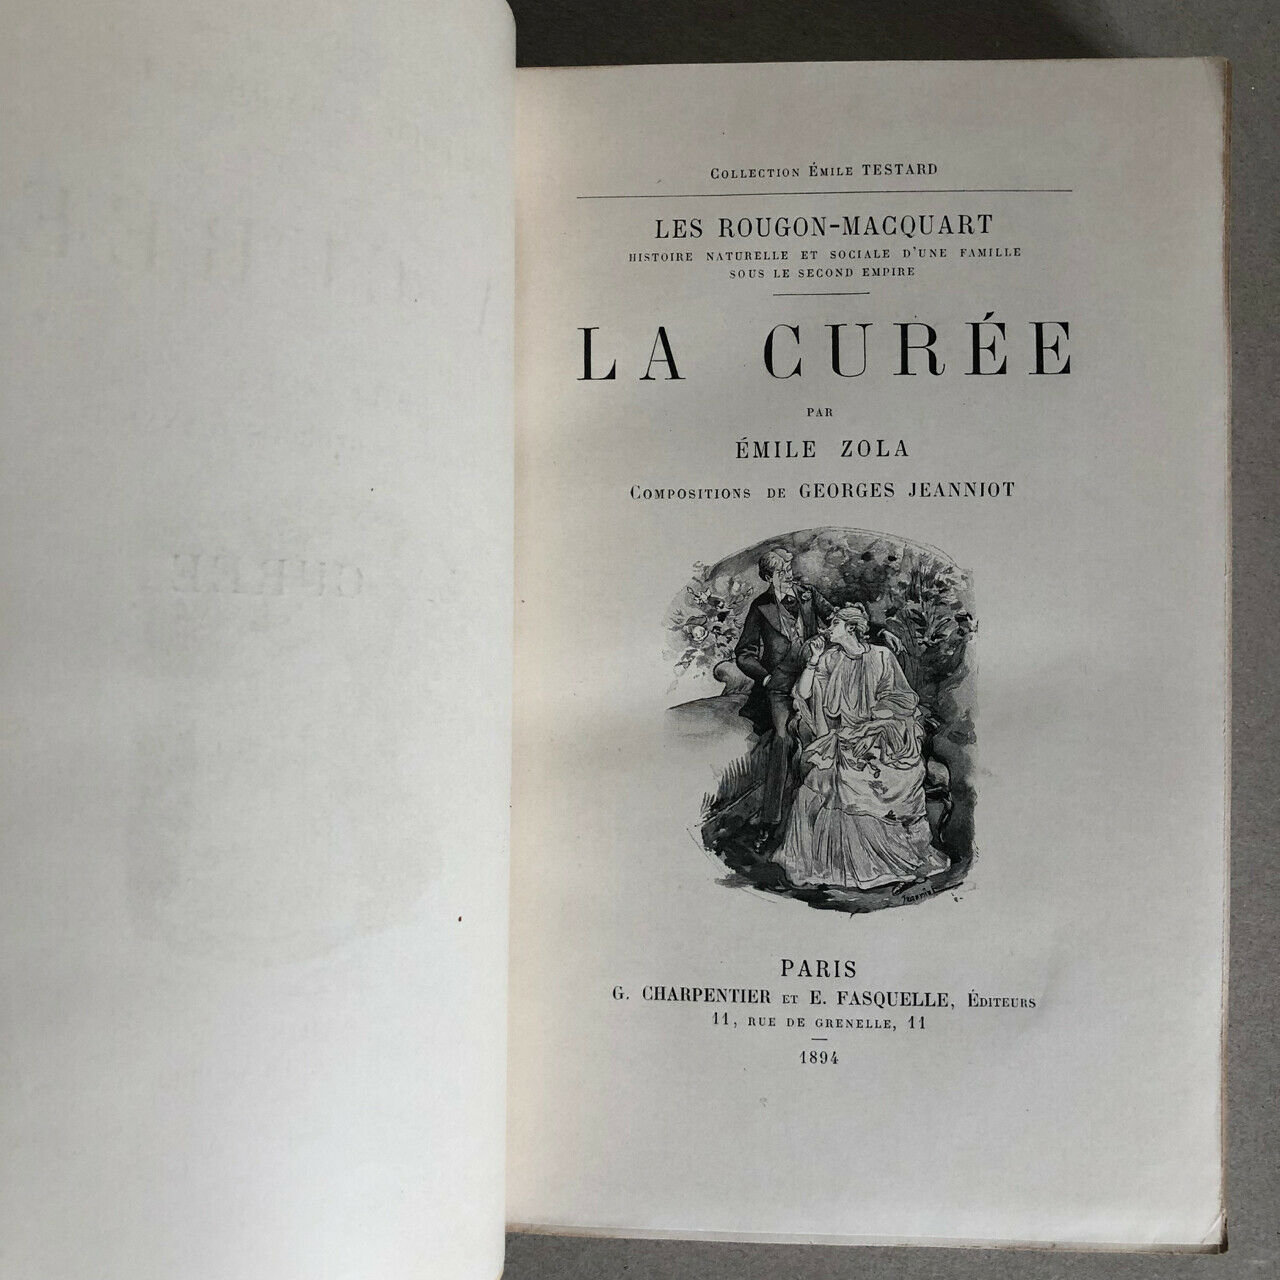 COLLECTION ÉMILE TESTARD
LES ROUGON-MACQUART
HISTOIRE NATURELLE ET SOCIALE D'UNE FAMILLE
SOUS LE SECOND EMPIRE
LA CURÉE
PAR
ÉMILE ZOLA
COMPOSITIONS DE GEORGES JEANNIOT
Jeanniot
PARIS
G. CHARPENTIER ET E. FASQUELLE, ÉDITEURS
11, RUE DE GRENELLE, 11
1894